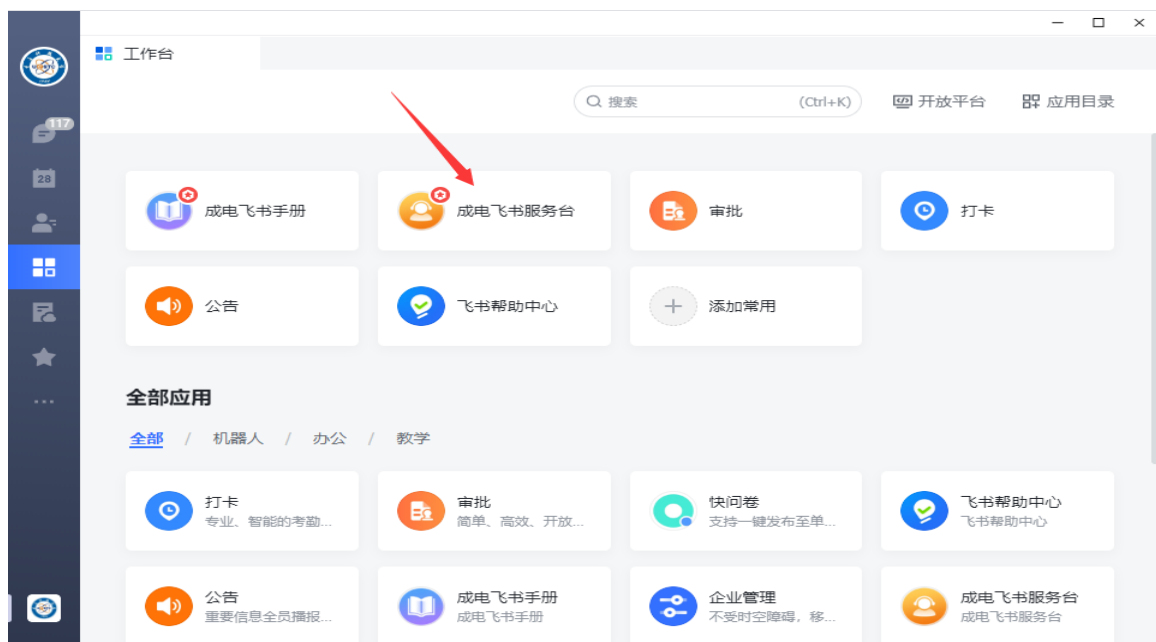 工作台
搜索 (Ctrl+K) 开放平台 应用目录
117
28
成电飞书手册 成电飞书服务台 审批 打卡
公告 飞书帮助中心 添加常用
全部应用
全部 / 机器人 / 办公 / 教学
打卡 审批 快问卷 飞书帮助中心
专业、智能的考勤... 简单、高效、开放... 支持一键发布至单... 飞书帮助中心
公告 成电飞书手册 企业管理 成电飞书服务台
重要信息全员播报... 成电飞书手册 不受时空障碍，移... 成电飞书服务台